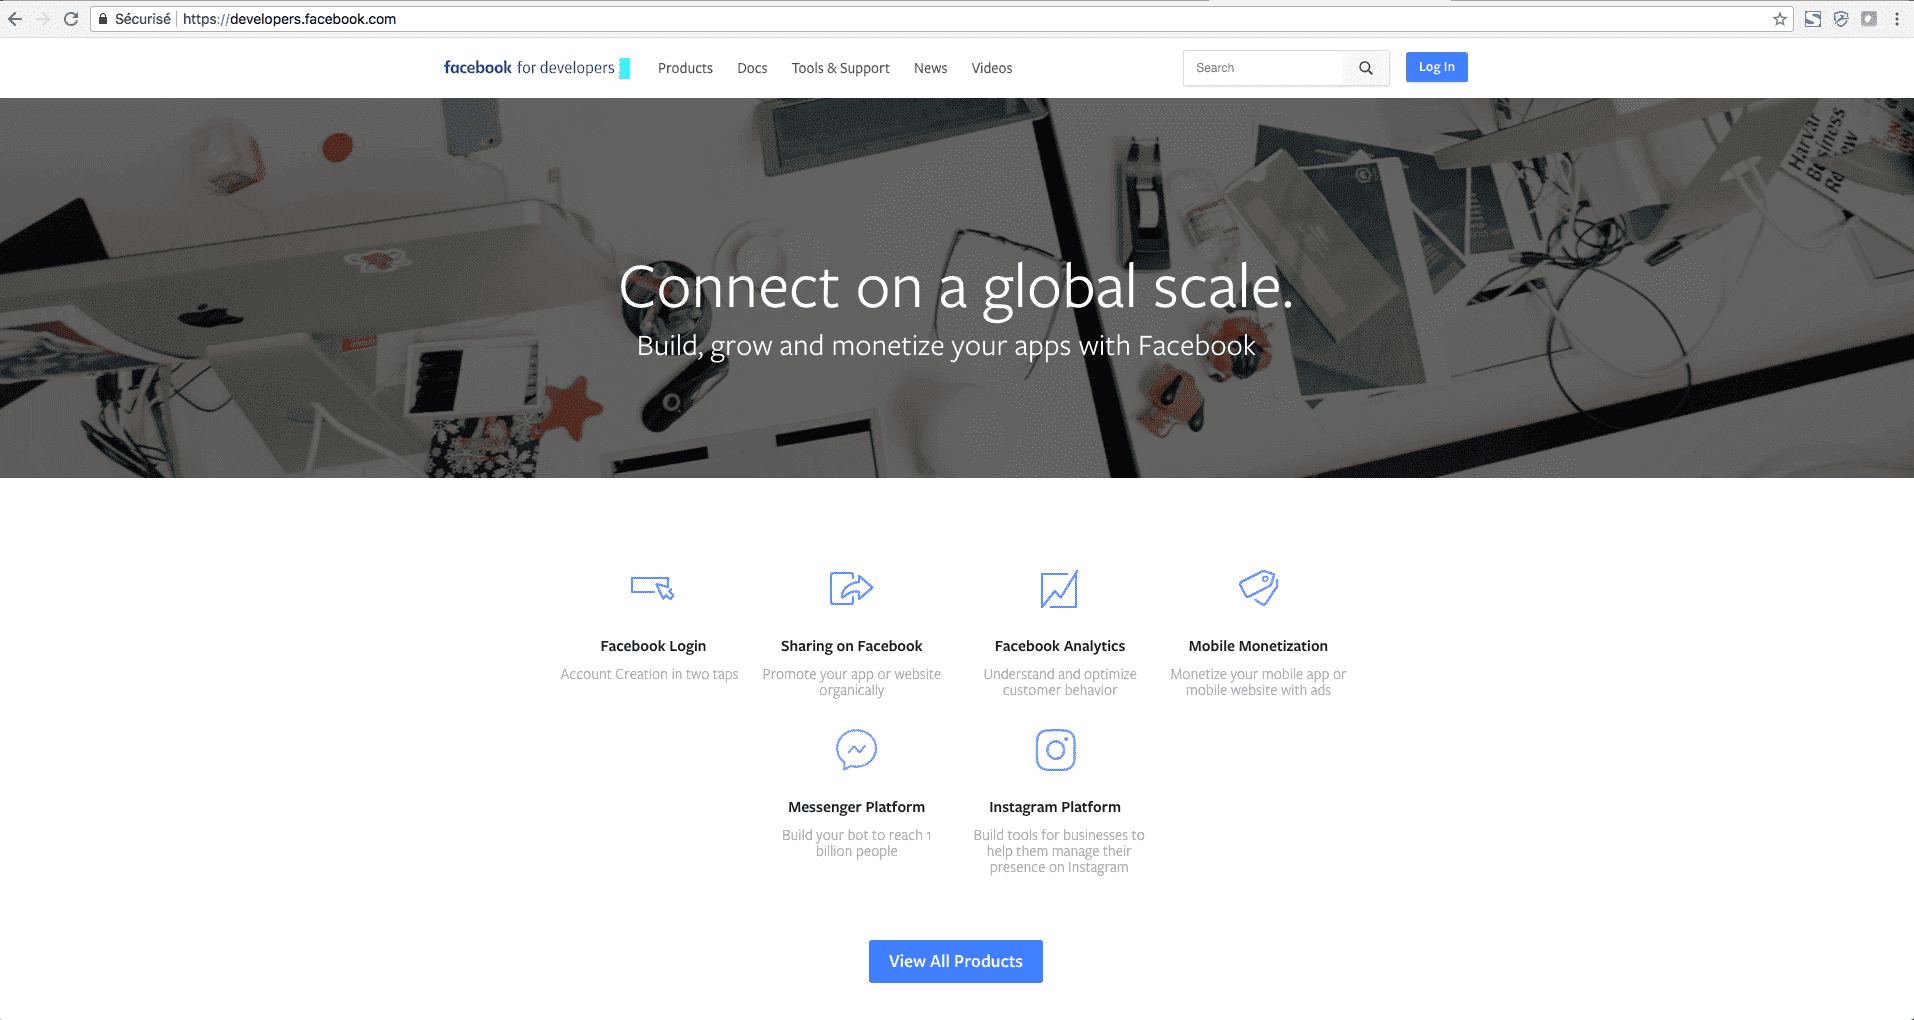 Sécurisé https://developers.facebook.com
facebook for developers Products Docs Tools & Support News Videos Search Log In
Harvar
Business
Review
Connect on a global scale.
Build, grow and monetize your apps with Facebook
Facebook Login Sharing on Facebook Facebook Analytics Mobile Monetization
Account Creation in two taps Promote your app or website Understand and optimize Monetize your mobile app or
organically customer behavior mobile website with ads
Messenger Platform Instagram Platform
Build your bot to reach 1 Build tools for businesses to
billion people help them manage their
presence on Instagram
View All Products